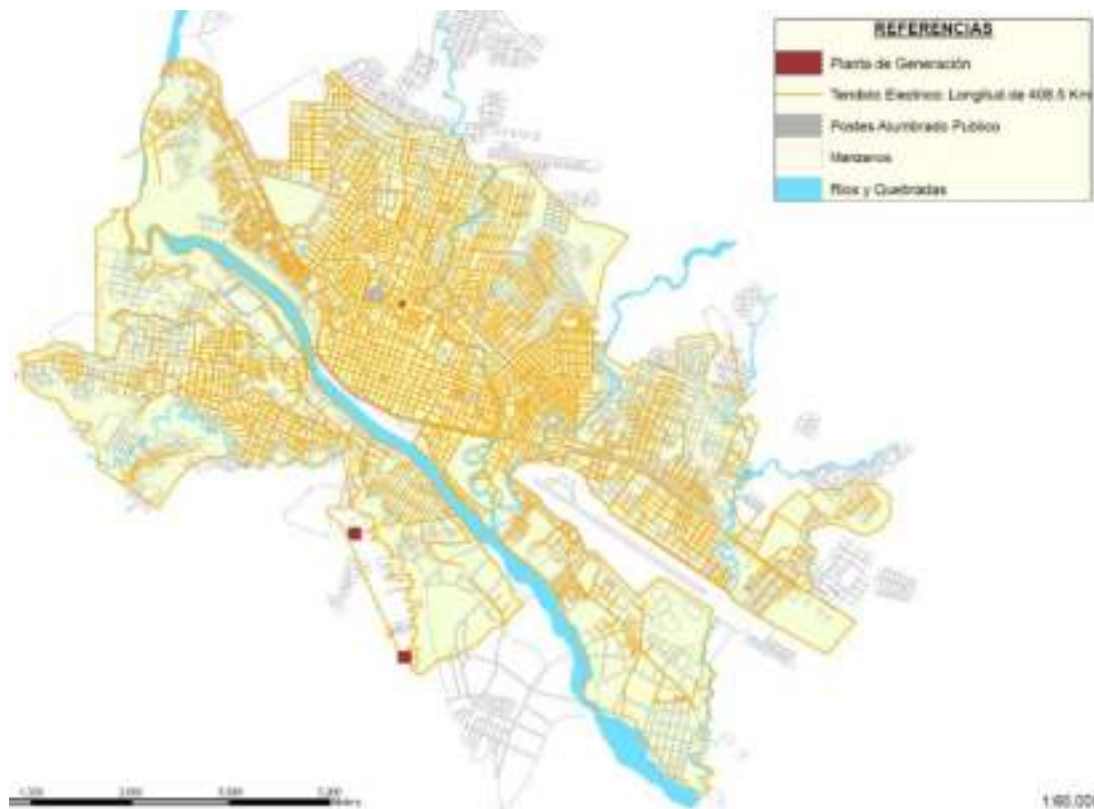 REFERENCIAS
Planta de Generación
Tendido Electrico. Longitud de 408.5 Km
Postes Alumbrado Publico
Manzanos
Rios y Quebradas